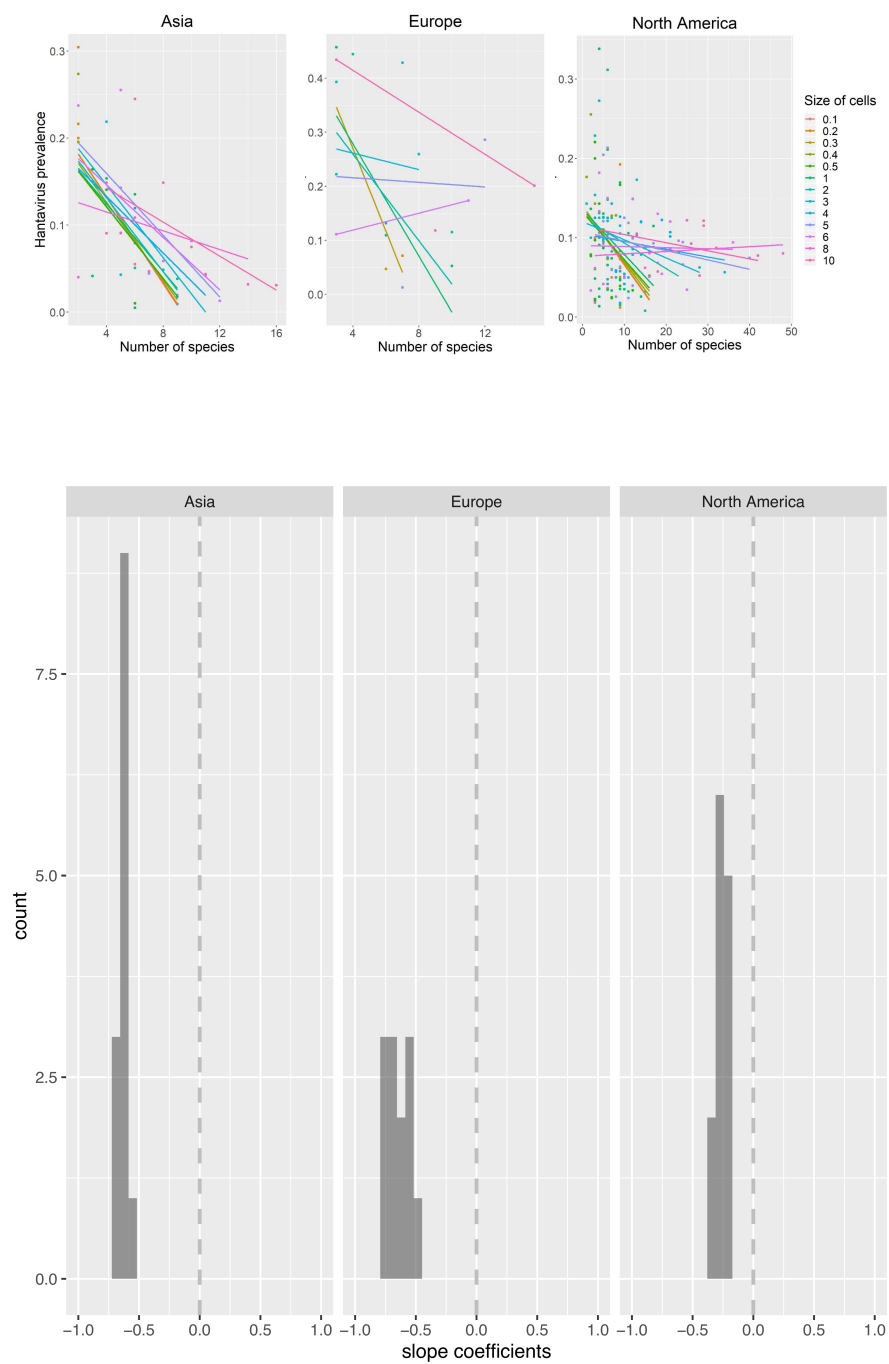 Asia
Europe
North America
Hantavirus prevalence
0.3
0.2
0.1
0.0
4
8
12
16
Number of species
0.4
0.3
0.2
0.1
0.0
4
8
12
Number of species
0.3
0.2
0.1
0.0
0
10
20
30
40
50
Number of species
Size of cells
0.1
0.2
0.3
0.4
0.5
1
2
3
4
5
6
8
10
Asia
Europe
North America
count
7.5
5.0
2.5
0.0
−1.0 −0.5 0.0 0.5 1.0
−1.0 −0.5 0.0 0.5 1.0
−1.0 −0.5 0.0 0.5 1.0
slope coefficients